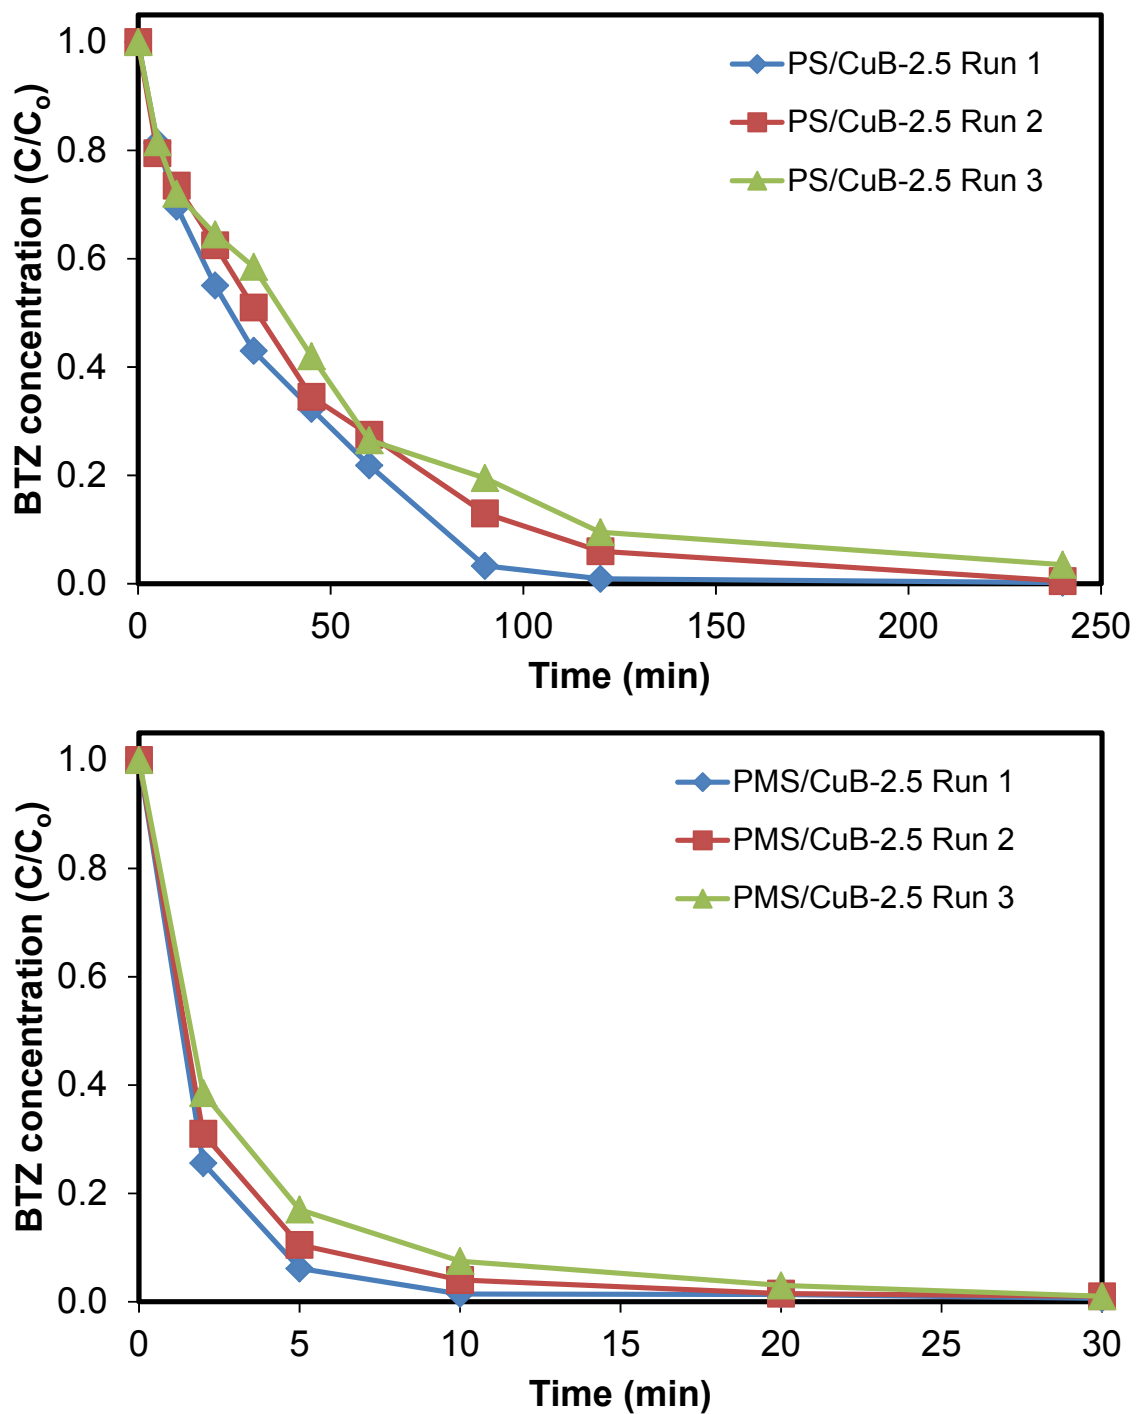 1.0
0.8
0.6
0.4
0.2
0.0
BTZ concentration (C/Co)
PS/CuB-2.5 Run 1
PS/CuB-2.5 Run 2
PS/CuB-2.5 Run 3
0 50 100 150 200 250
Time (min)
1.0
0.8
0.6
0.4
0.2
0.0
BTZ concentration (C/Co)
PMS/CuB-2.5 Run 1
PMS/CuB-2.5 Run 2
PMS/CuB-2.5 Run 3
0 5 10 15 20 25 30
Time (min)